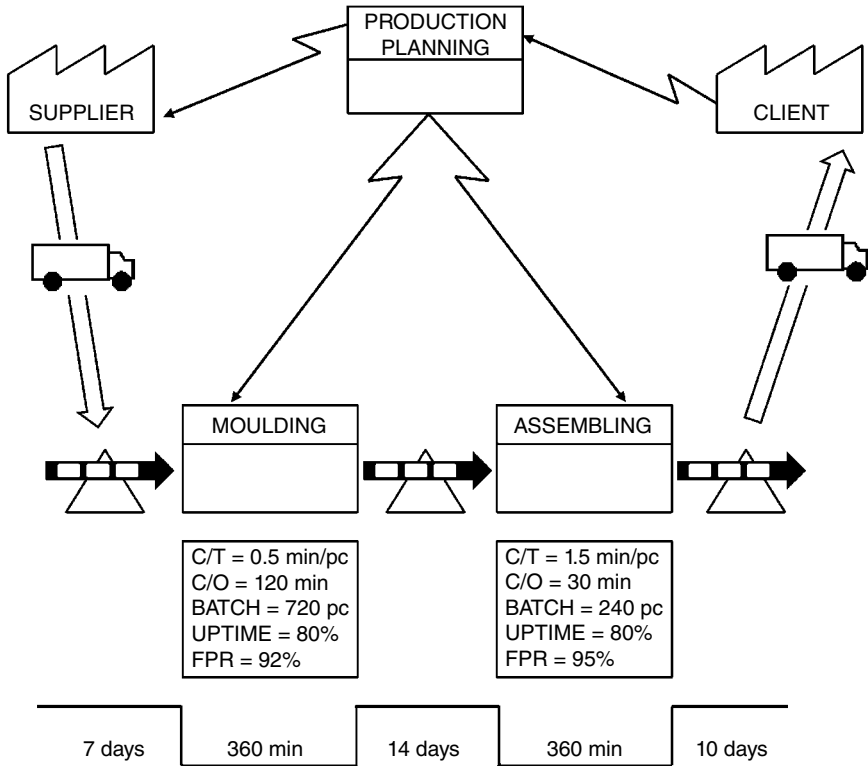 PRODUCTION
PLANNING
SUPPLIER
CLIENT
MOULDING
ASSEMBLING
C/T = 0.5 min/pc
C/O = 120 min
BATCH = 720 pc
UPTIME = 80%
FPR = 92%
C/T = 1.5 min/pc
C/O = 30 min
BATCH = 240 pc
UPTIME = 80%
FPR = 95%
7 days
360 min
14 days
360 min
10 days